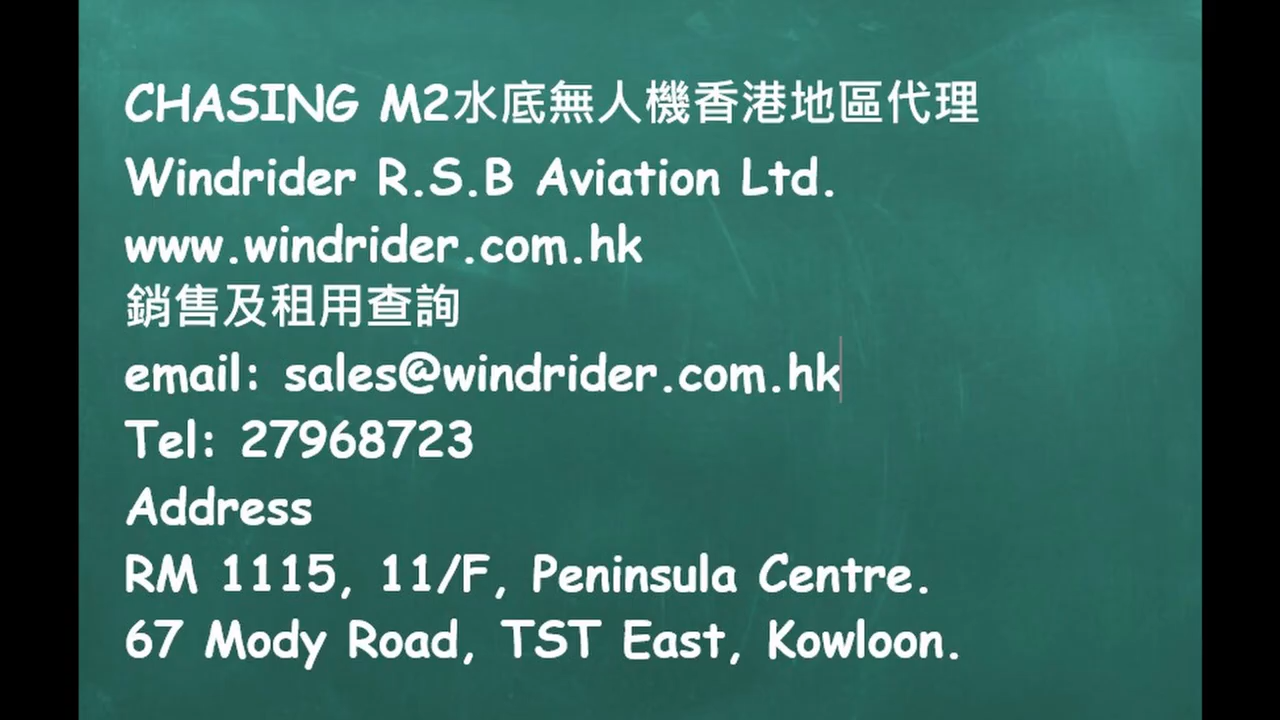 CHASING M2水底無人機香港地區代理
Windrider R.S.B Aviation Ltd.
www.windrider.com.hk
銷售及租用查詢
email: sales@windrider.com.hk
Tel: 27968723
Address
RM 1115, 11/F, Peninsula Centre.
67 Mody Road, TST East, Kowloon.